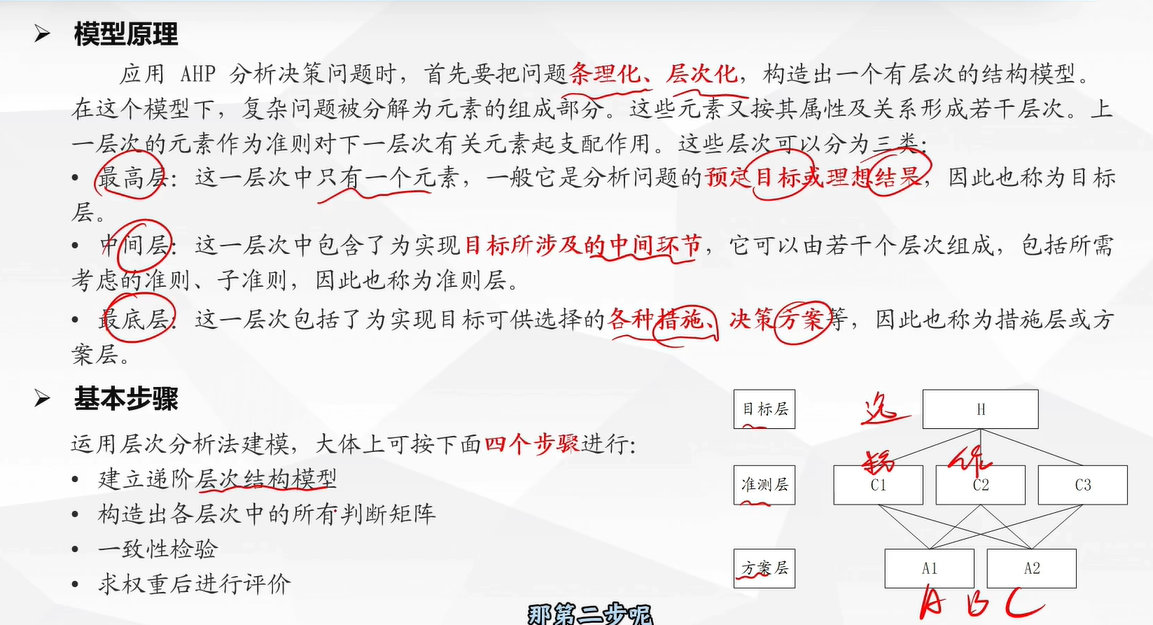 ➢ 模型原理
应用 AHP 分析决策问题时，首先要把问题条理化、层次化，构造出一个有层次的结构模型。
在这个模型下，复杂问题被分解为元素的组成部分。这些元素又按其属性及关系形成若干层次。上
一层次的元素作为准则对下一层次有关元素起支配作用。这些层次可以分为三类：
• 最高层：这一层次中只有一个元素，一般它是分析问题的预定目标或理想结果，因此也称为目标
层。
• 中间层：这一层次中包含了为实现目标所涉及的中间环节，它可以由若干个层次组成，包括所需
考虑的准则、子准则，因此也称为准则层。
• 最底层：这一层次包括了为实现目标可供选择的各种措施、决策方案等，因此也称为措施层或方
案层。
➢ 基本步骤
运用层次分析法建模，大体上可按下面四个步骤进行：
• 建立递阶层次结构模型
• 构造出各层次中的所有判断矩阵
• 一致性检验
• 求权重后进行评价
目标层 选 H
准测层 C1 C2 C3
方案层 A1 A2
A B C
那第二步呢